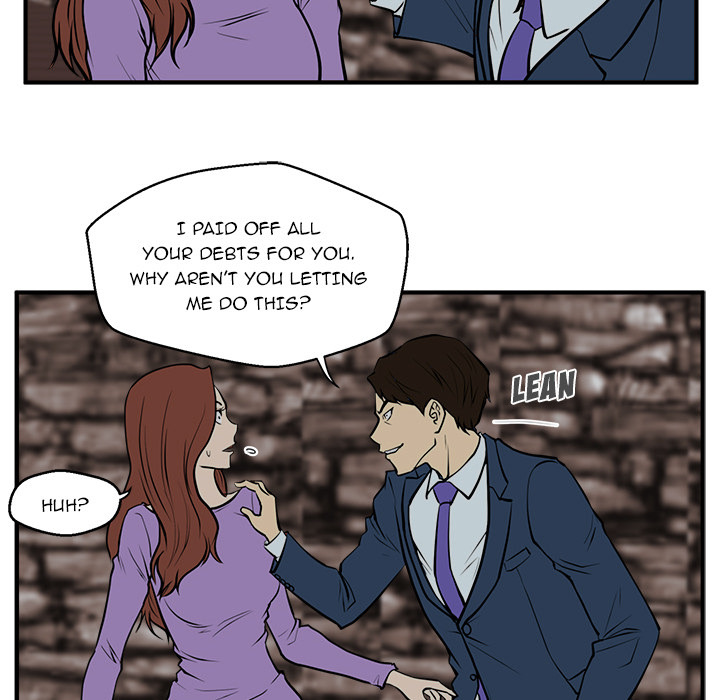 I PAID OFF ALL
YOUR DEBTS FOR YOU.
WHY AREN'T YOU LETTING
ME DO THIS?
LEAN
HUH?